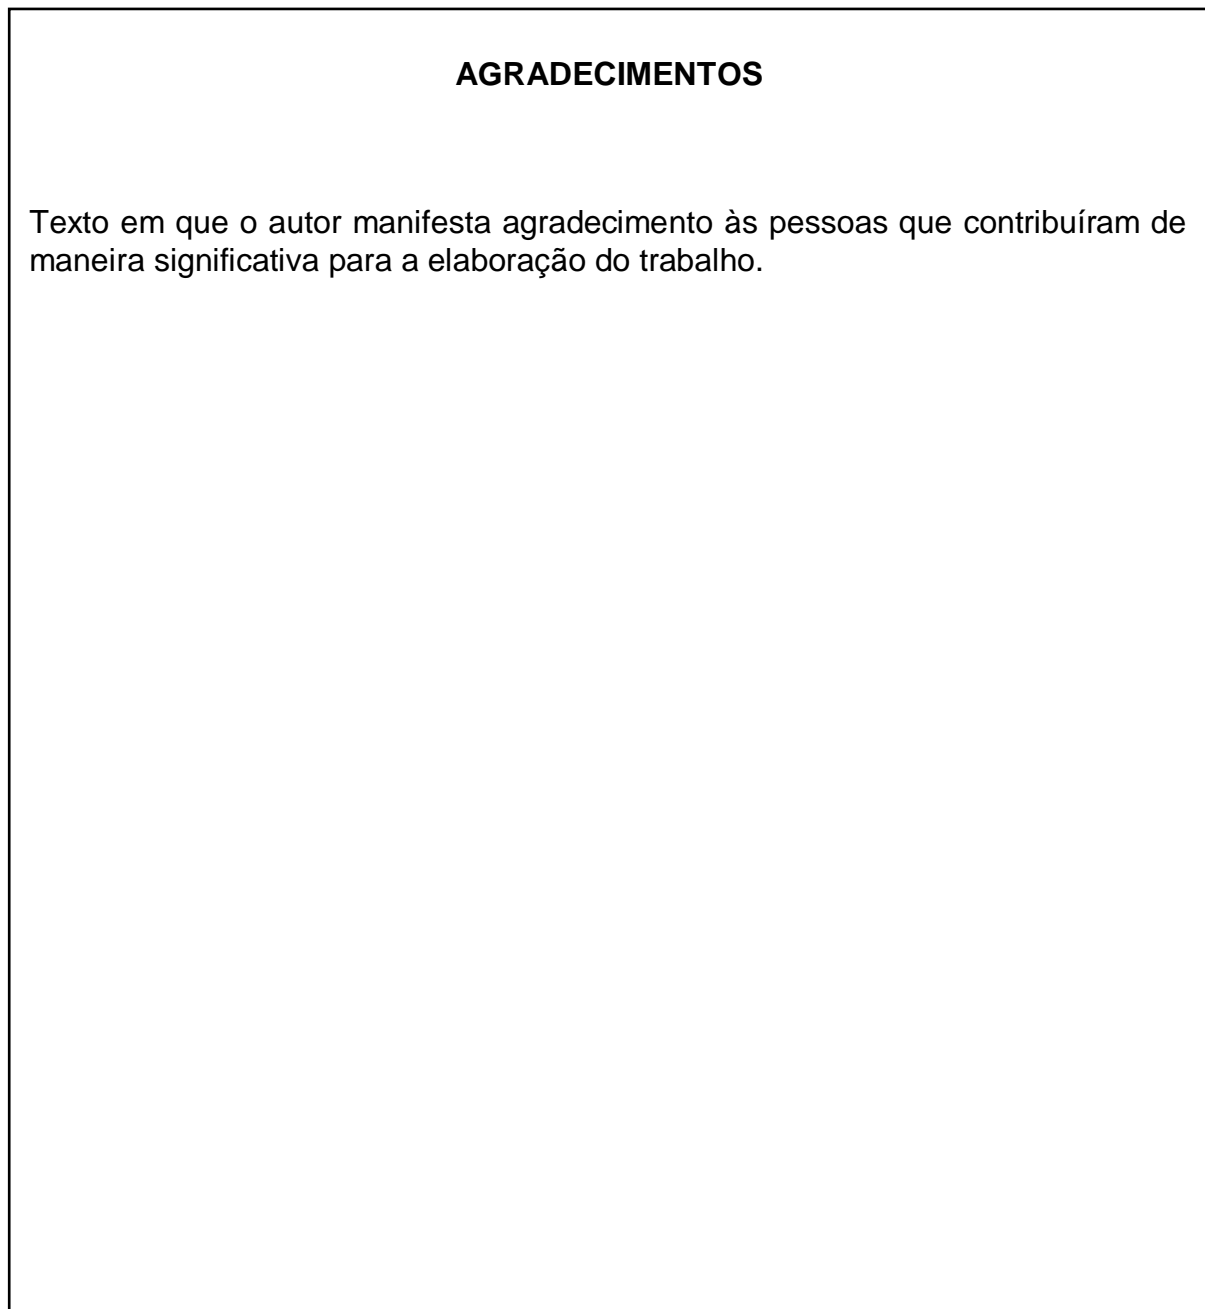 AGRADECIMENTOS
Texto em que o autor manifesta agradecimento às pessoas que contribuíram de
maneira significativa para a elaboração do trabalho.